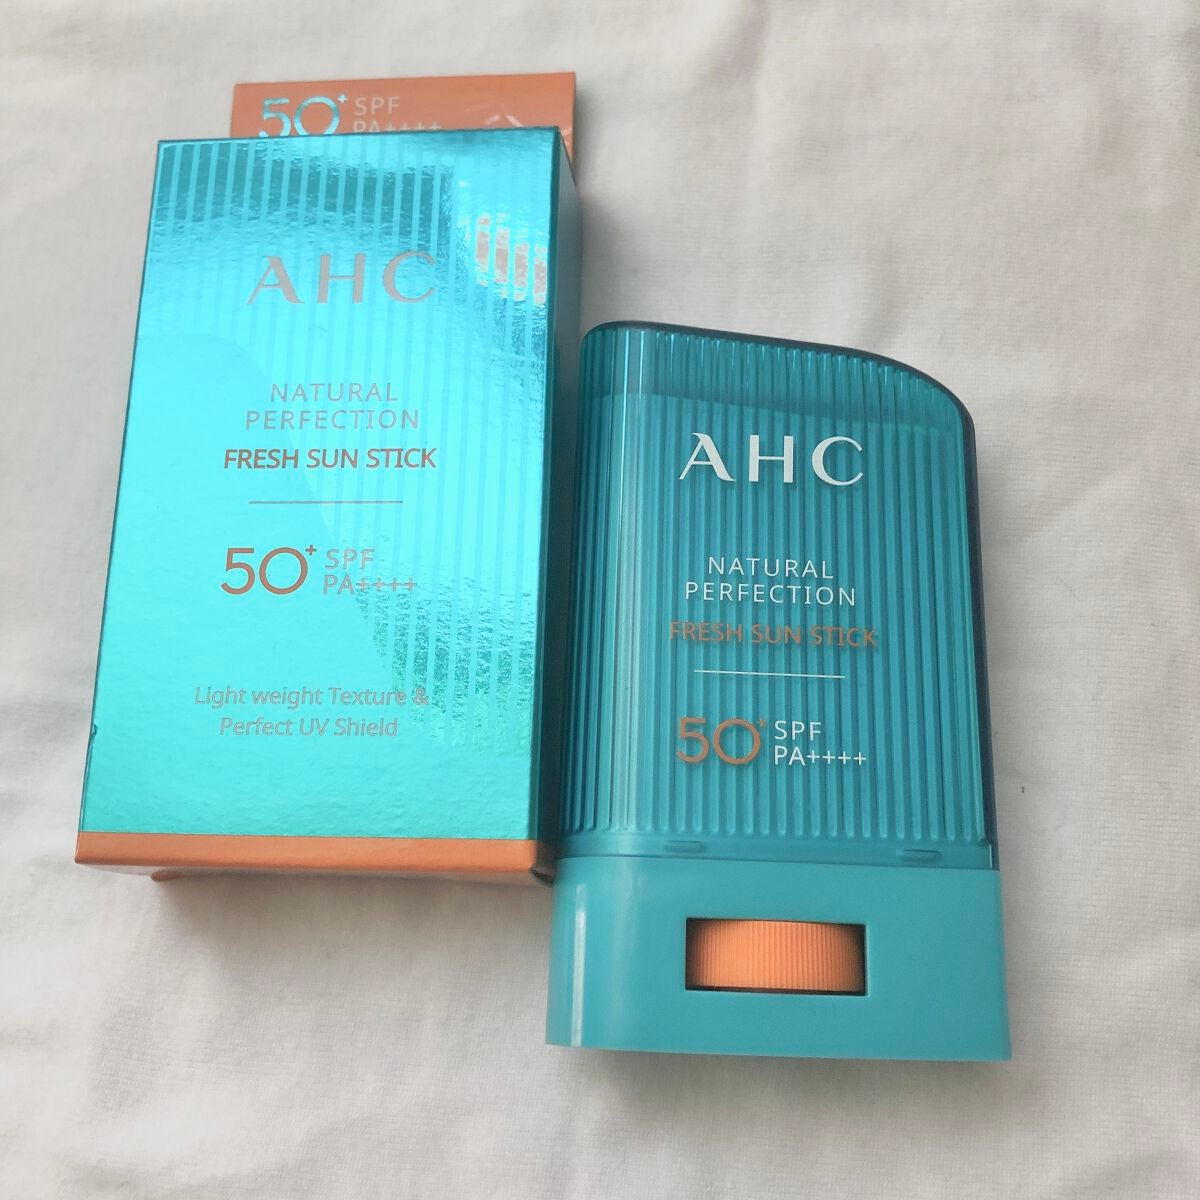 50+ SPF
PA++++
AHC
NATURAL
PERFECTION
FRESH SUN STICK
50+ SPF
PA++++
Light weight Texture &
Perfect UV Shield
AHC
NATURAL
PERFECTION
FRESH SUN STICK
50+ SPF
PA++++